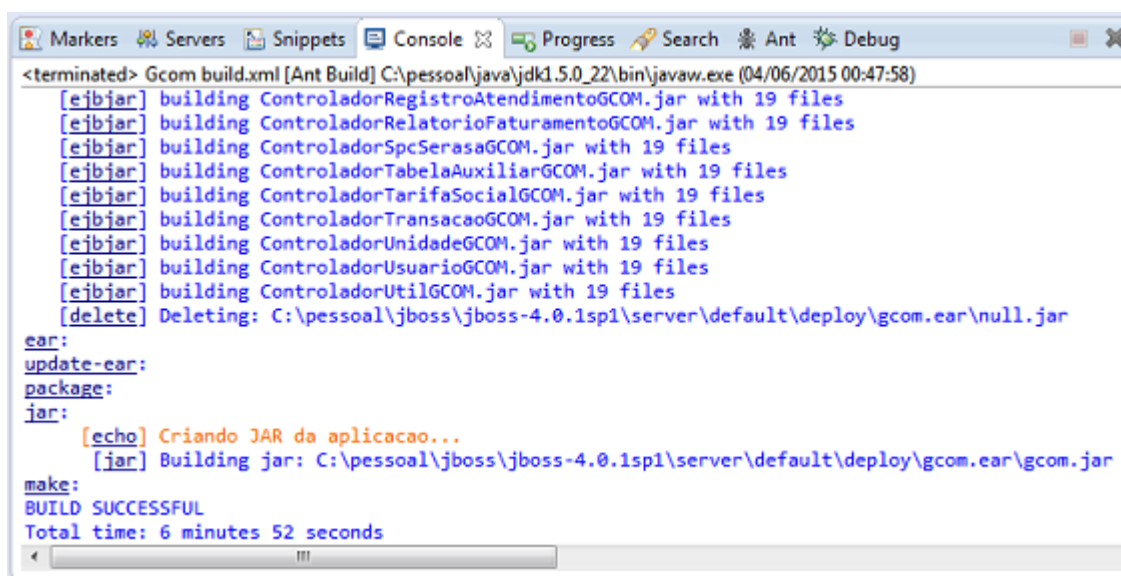 Markers Servers Snippets Console Progress Search Ant Debug
<terminated> Gcom build.xml [Ant Build] C:\pessoal\java\jdk1.5.0_22\bin\javaw.exe (04/06/2015 00:47:58)
[ejbjar] building ControladorRegistroAtendimentoGCOM.jar with 19 files
[ejbjar] building ControladorRelatorioFaturamentoGCOM.jar with 19 files
[ejbjar] building ControladorSpcSerasaGCOM.jar with 19 files
[ejbjar] building ControladorTabelaAuxiliarGCOM.jar with 19 files
[ejbjar] building ControladorTarifaSocialGCOM.jar with 19 files
[ejbjar] building ControladorTransacaoGCOM.jar with 19 files
[ejbjar] building ControladorUnidadeGCOM.jar with 19 files
[ejbjar] building ControladorUsuarioGCOM.jar with 19 files
[ejbjar] building ControladorUtilGCOM.jar with 19 files
[delete] Deleting: C:\pessoal\jboss\jboss-4.0.1sp1\server\default\deploy\gcom.ear\null.jar
ear:
update-ear:
package:
jar:
[echo] Criando JAR da aplicacao...
[jar] Building jar: C:\pessoal\jboss\jboss-4.0.1sp1\server\default\deploy\gcom.ear\gcom.jar
make:
BUILD SUCCESSFUL
Total time: 6 minutes 52 seconds